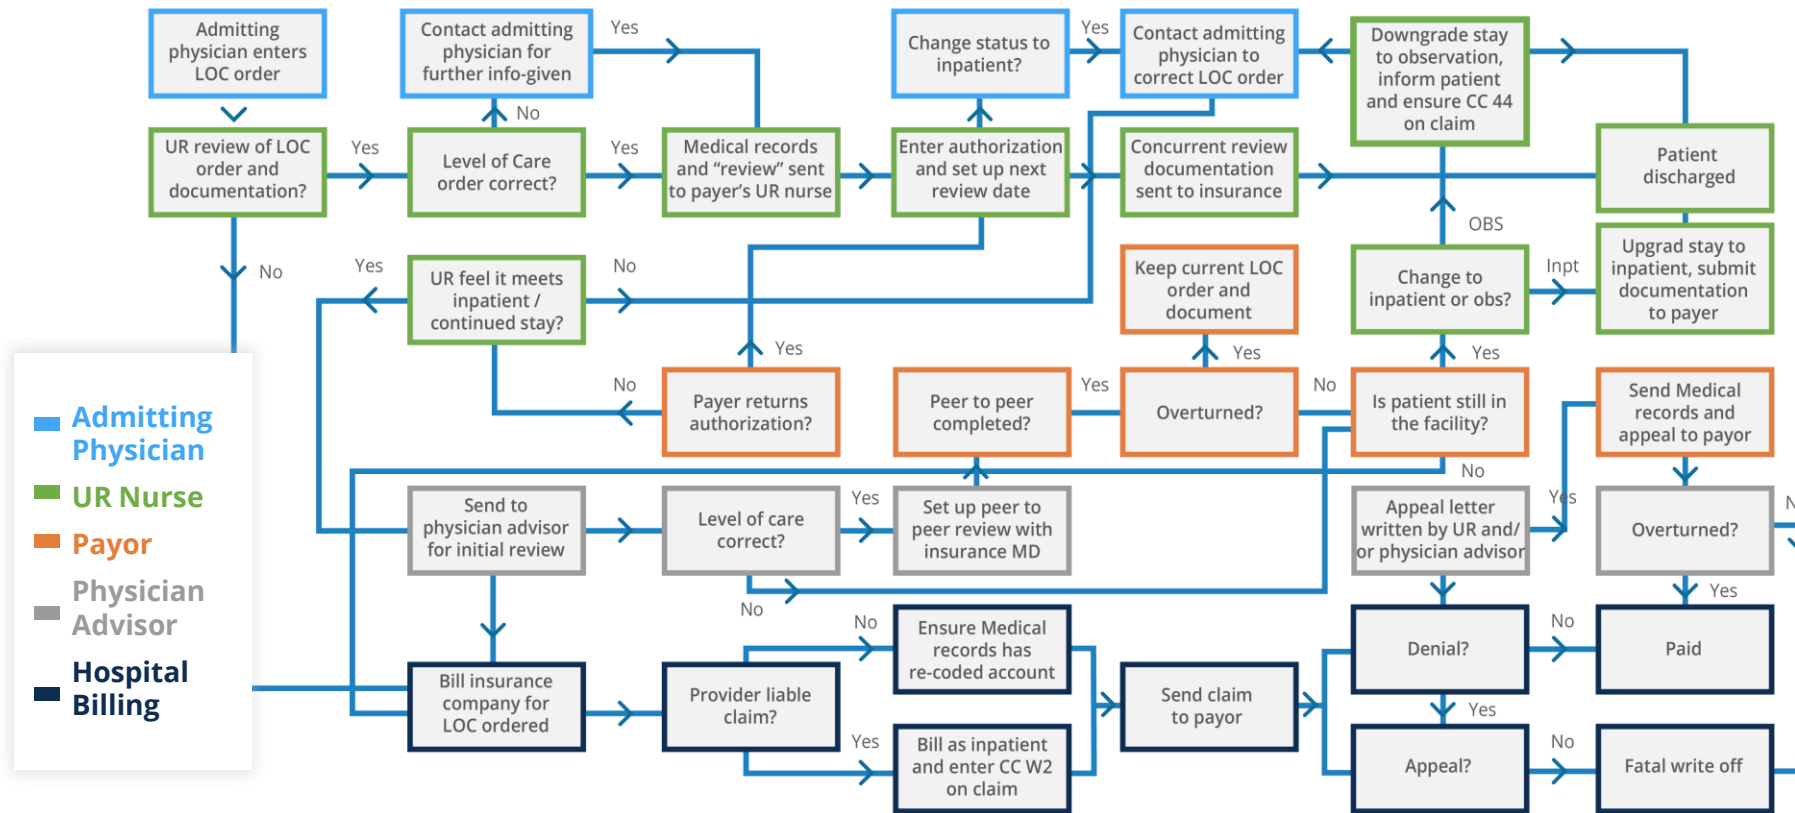 Admitting
physician enters
LOC order
Contact admitting
physician for
further info-given
Yes
Change status to
inpatient?
Yes
Contact admitting
physician to
correct LOC order
Downgrade stay
to observation,
inform patient
and ensure CC 44
on claim
No
UR review of LOC
order and
documentation?
Yes
Level of Care
order correct?
Yes
Medical records
and “review” sent
to payer’s UR nurse
Enter authorization
and set up next
review date
Concurrent review
documentation
sent to insurance
Patient
discharged
OBS
No
Yes
UR feel it meets
inpatient /
continued stay?
No
Keep current LOC
order and
document
Change to
inpatient or obs?
Inpt
Upgrad stay to
inpatient, submit
documentation
to payer
Yes
Yes
Yes
No
Payer returns
authorization?
Peer to peer
completed?
Yes
Overturned?
No
Is patient still in
the facility?
Send Medical
records and
appeal to payor
No
Send to
physician advisor
for initial review
Level of care
correct?
Yes
Set up peer to
peer review with
insurance MD
Appeal letter
written by UR and/
or physician advisor
Yes
Overturned?
N
No
Yes
Admitting
Physician
UR Nurse
Payor
Physician
Advisor
Hospital
Billing
No
Ensure Medical
records has
re-coded account
Denial?
No
Paid
Bill insurance
company for
LOC ordered
Provider liable
claim?
Send claim
to payor
Yes
Yes
Bill as inpatient
and enter CC W2
on claim
Appeal?
No
Fatal write off